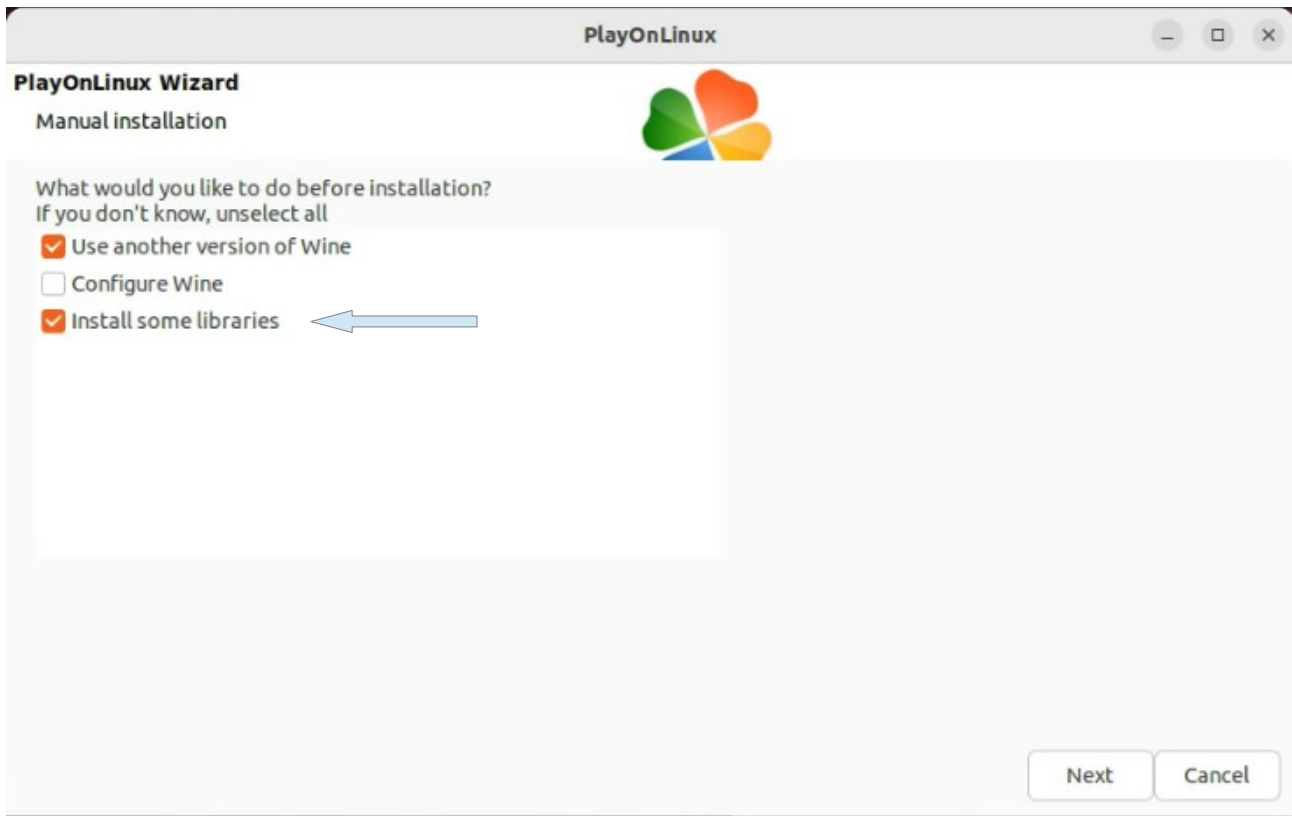 PlayOnLinux
PlayOnLinux Wizard
Manual installation
What would you like to do before installation?
If you don't know, unselect all
Use another version of Wine
Configure Wine
Install some libraries
Next
Cancel